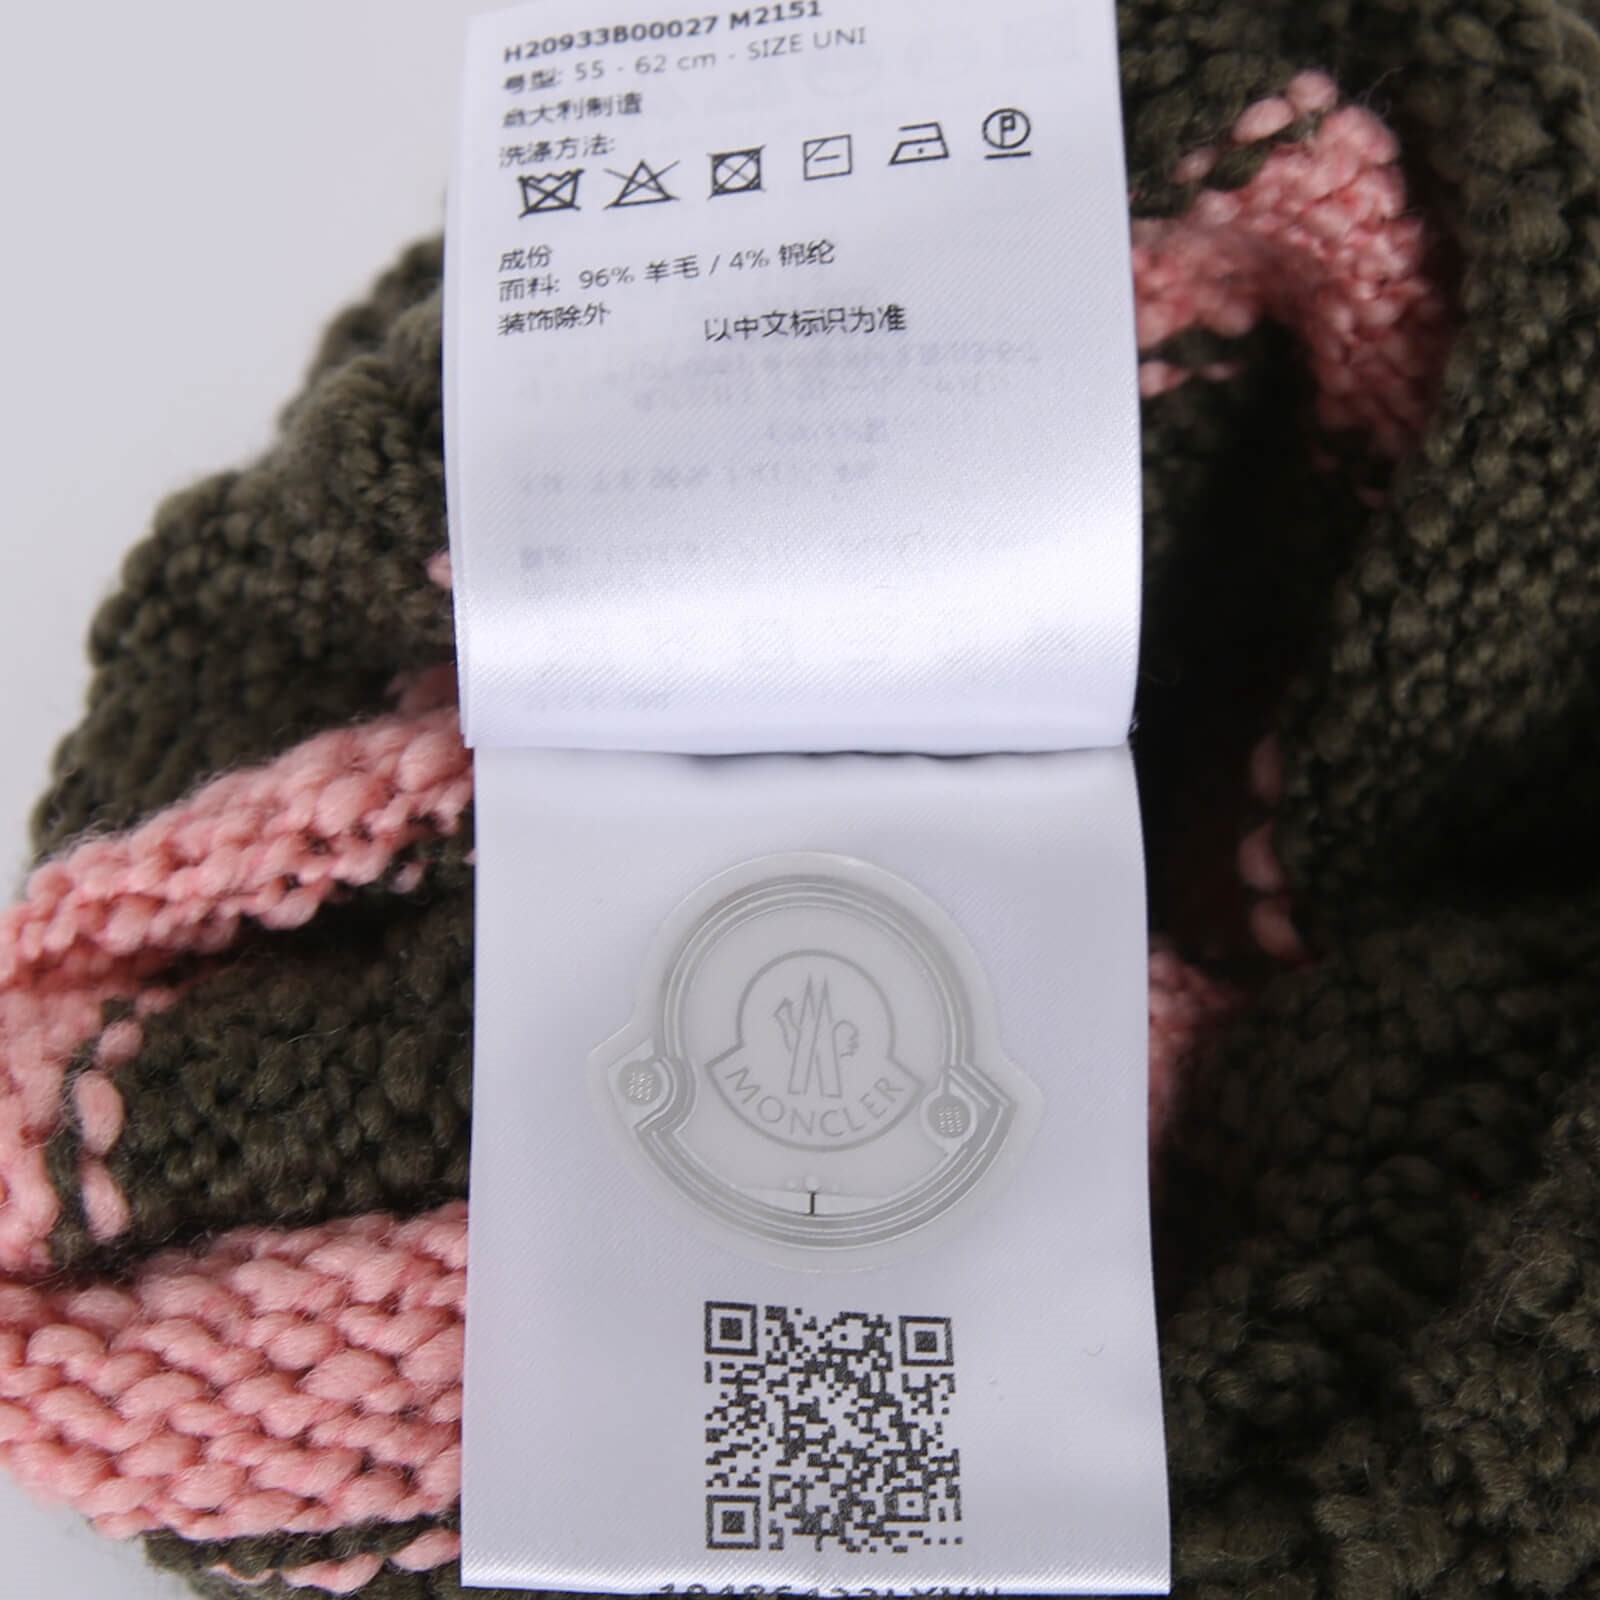 H20933B00027 M2151
号型: 55 - 62 cm - SIZE UNI
意大利制造
洗涤方法:
P
成份
面料: 96% 羊毛 / 4% 锦纶
装饰除外
以中文标识为准
MONCLER